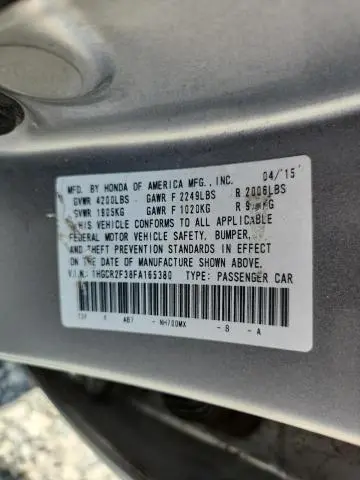 MFD. BY HONDA OF AMERICA MFG., INC. 04/'15
GVWR 4200LBS GAWR F 2249LBS R 2006LBS
GVWR 1905KG GAWR F 1020KG R
THIS VEHICLE CONFORMS TO ALL APPLICABLE
FEDERAL MOTOR VEHICLE SAFETY, BUMPER,
AND THEFT PREVENTION STANDARDS IN EFFECT
ON THE DATE OF MANUFACTURE SHOWN ABOVE.
V.I.N: 1HGCR2F38FA165380 TYPE: PASSENGER CAR
AB7 -NH700MX -B -A